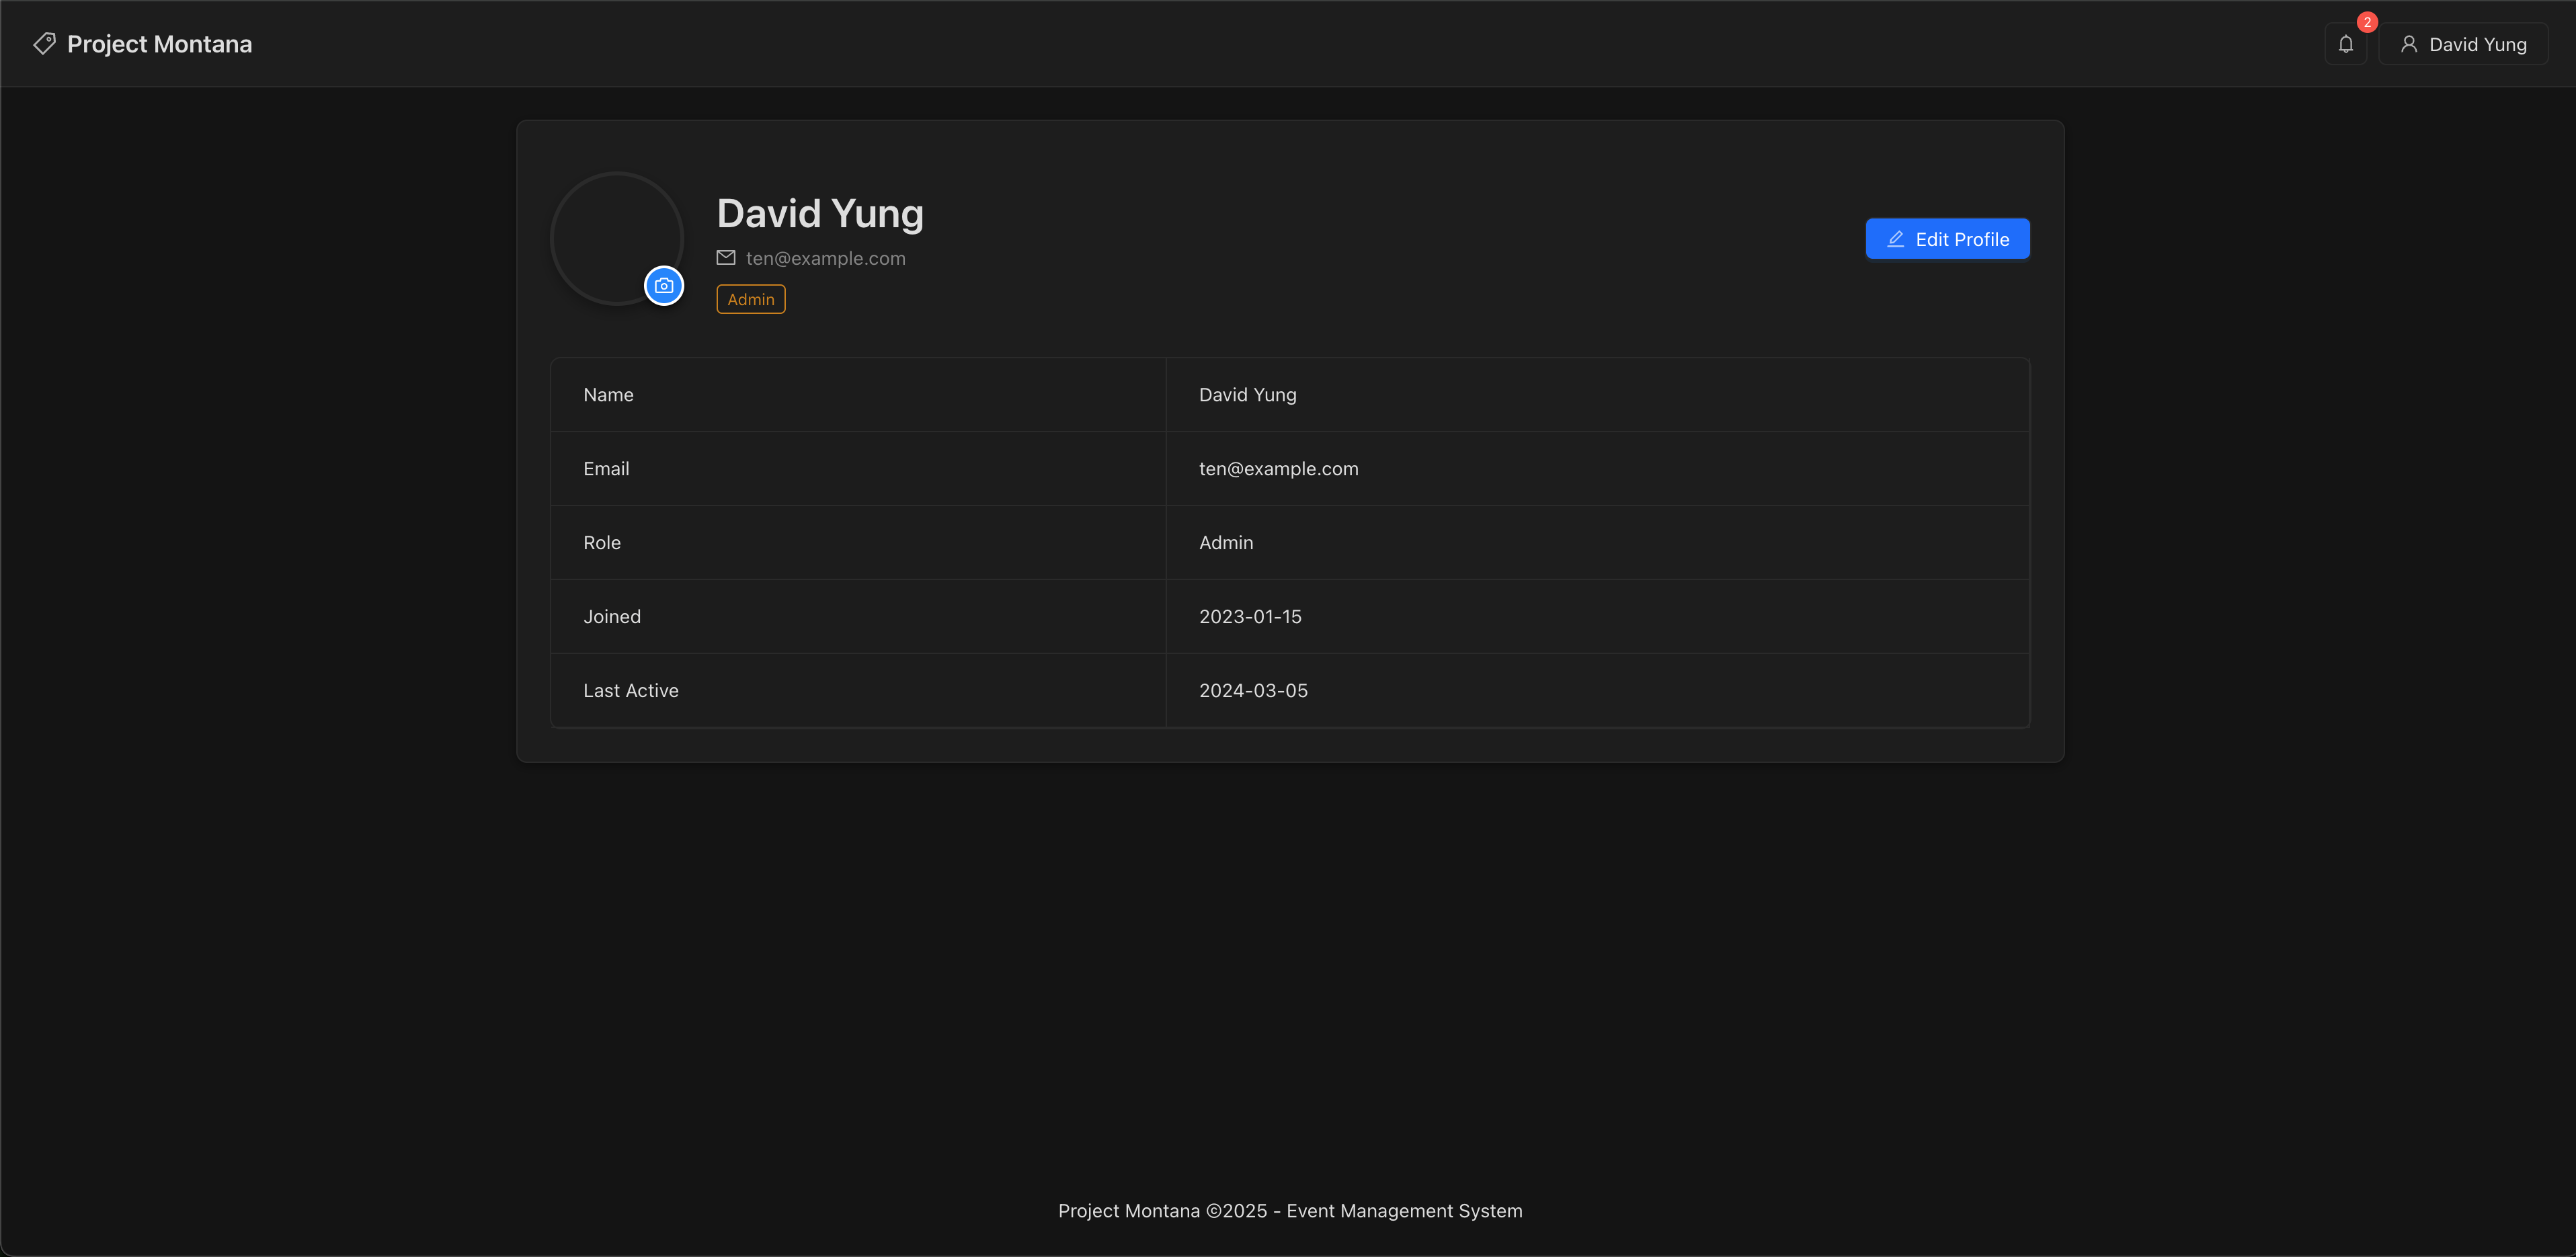 Project Montana
2
David Yung
David Yung
ten@example.com
Admin
Edit Profile
Name David Yung
Email ten@example.com
Role Admin
Joined 2023-01-15
Last Active 2024-03-05
Project Montana ©2025 - Event Management System